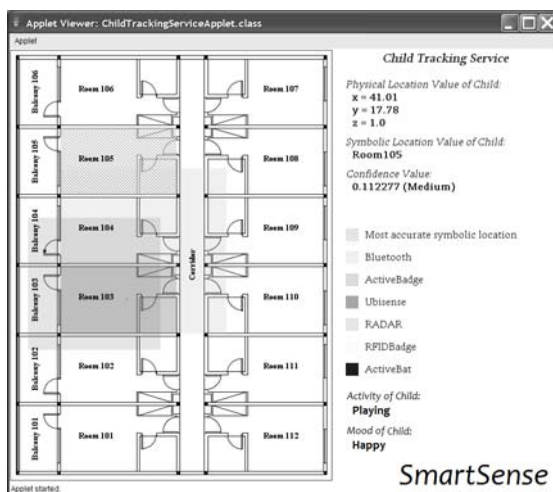 Applet Viewer: ChildTrackingServiceApplet.class
Applet
Balcony 106
Room 106
Room 107
Balcony 105
Room 105
Room 108
Balcony 104
Room 104
Room 109
Corridor
Balcony 103
Room 103
Room 110
Balcony 102
Room 102
Room 111
Balcony 101
Room 101
Room 112
Applet started.
Child Tracking Service
Physical Location Value of Child:
x = 41.01
y = 17.78
z = 1.0
Symbolic Location Value of Child:
Room105
Confidence Value:
0.112277 (Medium)
Most accurate symbolic location
Bluetooth
ActiveBadge
Ubisense
RADAR
RFIDBadge
ActiveBat
Activity of Child:
Playing
Mood of Child:
Happy
SmartSense